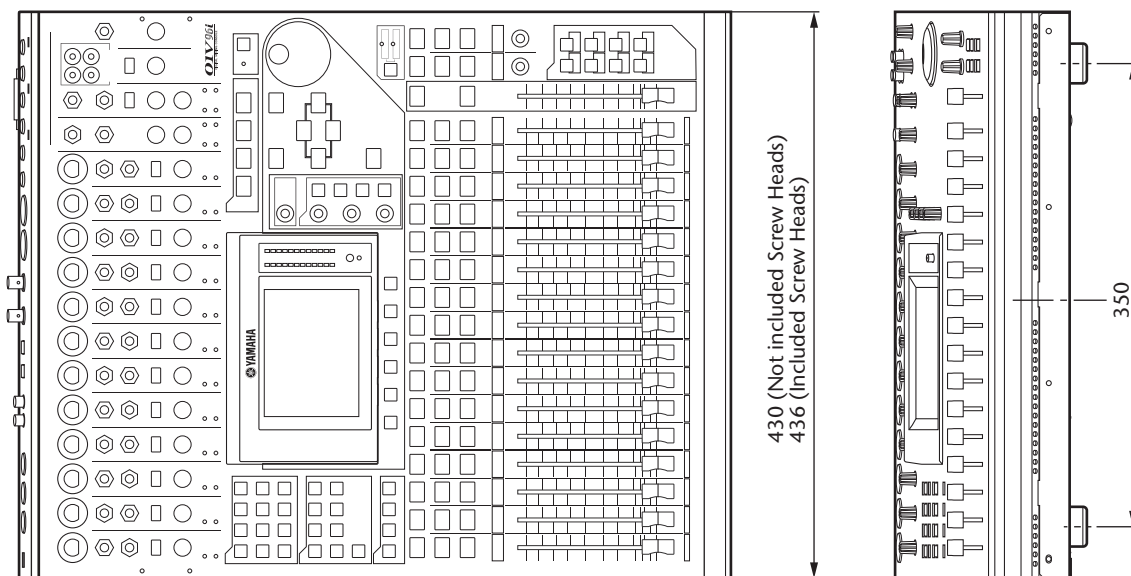 01V96i
YAMAHA
430 (Not included Screw Heads)
436 (Included Screw Heads)
350